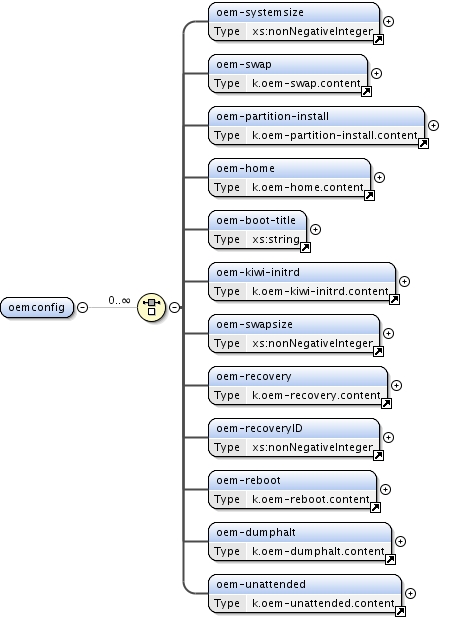 oem-systemsize
Type xs:nonNegativeInteger
oem-swap
Type k.oem-swap.content
oem-partition-install
Type k.oem-partition-install.content
oem-home
Type k.oem-home.content
oem-boot-title
Type xs:string
oem-kiwi-initrd
Type k.oem-kiwi-initrd.content
oemconfig
0..∞
oem-swapsize
Type xs:nonNegativeInteger
oem-recovery
Type k.oem-recovery.content
oem-recoveryID
Type xs:nonNegativeInteger
oem-reboot
Type k.oem-reboot.content
oem-dumphalt
Type k.oem-dumphalt.content
oem-unattended
Type k.oem-unattended.content